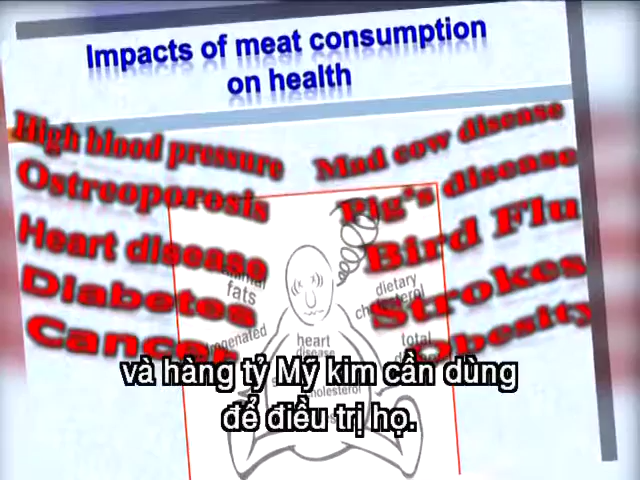 Impacts of meat consumption
on health
High blood pressure
Ostreoporosis
Heart disease
Diabetes
Cancer
Mad cow disease
Pig's disease
Bird Flu
Strokes
Obesity
fats
dietary
cholesterol
heart
disease
total
cholesterol
và hàng tỷ Mỹ kim cần dùng
để điều trị họ.